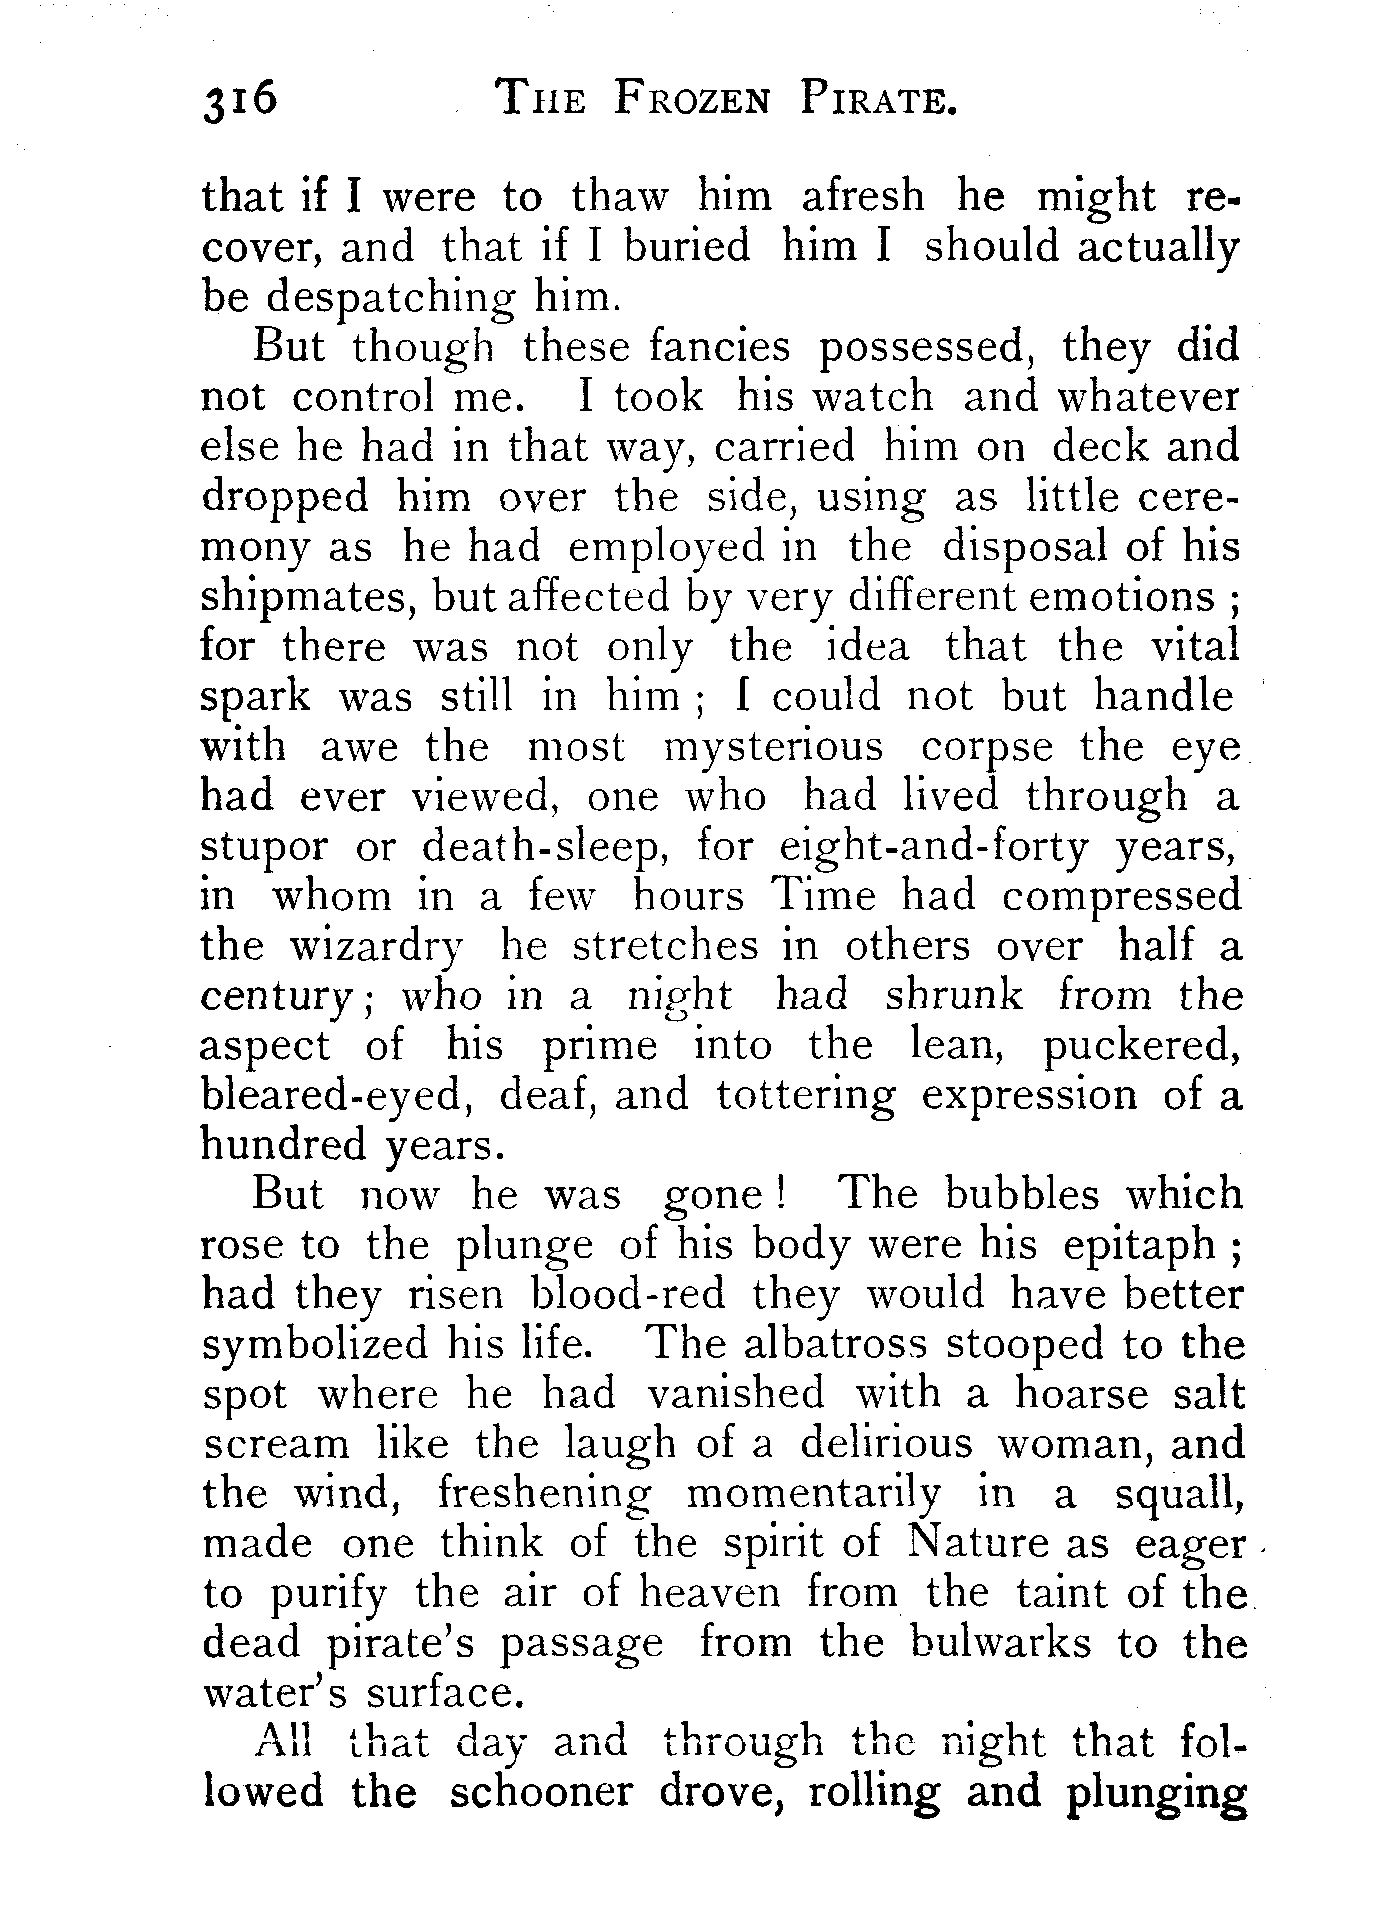 316 THE FROZEN PIRATE.
that if I were to thaw him afresh he might re-
cover, and that if I buried him I should actually
be despatching him.
But though these fancies possessed, they did
not control me. I took his watch and whatever
else he had in that way, carried him on deck and
dropped him over the side, using as little cere-
mony as he had employed in the disposal of his
shipmates, but affected by very different emotions ;
for there was not only the idea that the vital
spark was still in him ; I could not but handle
with awe the most mysterious corpse the eye
had ever viewed, one who had lived through a
stupor or death-sleep, for eight-and-forty years,
in whom in a few hours Time had compressed
the wizardry he stretches in others over half a
century ; who in a night had shrunk from the
aspect of his prime into the lean, puckered,
bleared-eyed, deaf, and tottering expression of a
hundred years.
But now he was gone ! The bubbles which
rose to the plunge of his body were his epitaph ;
had they risen blood-red they would have better
symbolized his life. The albatross stooped to the
spot where he had vanished with a hoarse salt
scream like the laugh of a delirious woman, and
the wind, freshening momentarily in a squall,
made one think of the spirit of Nature as eager
to purify the air of heaven from the taint of the
dead pirate's passage from the bulwarks to the
water's surface.
All that day and through the night that fol-
lowed the schooner drove, rolling and plunging